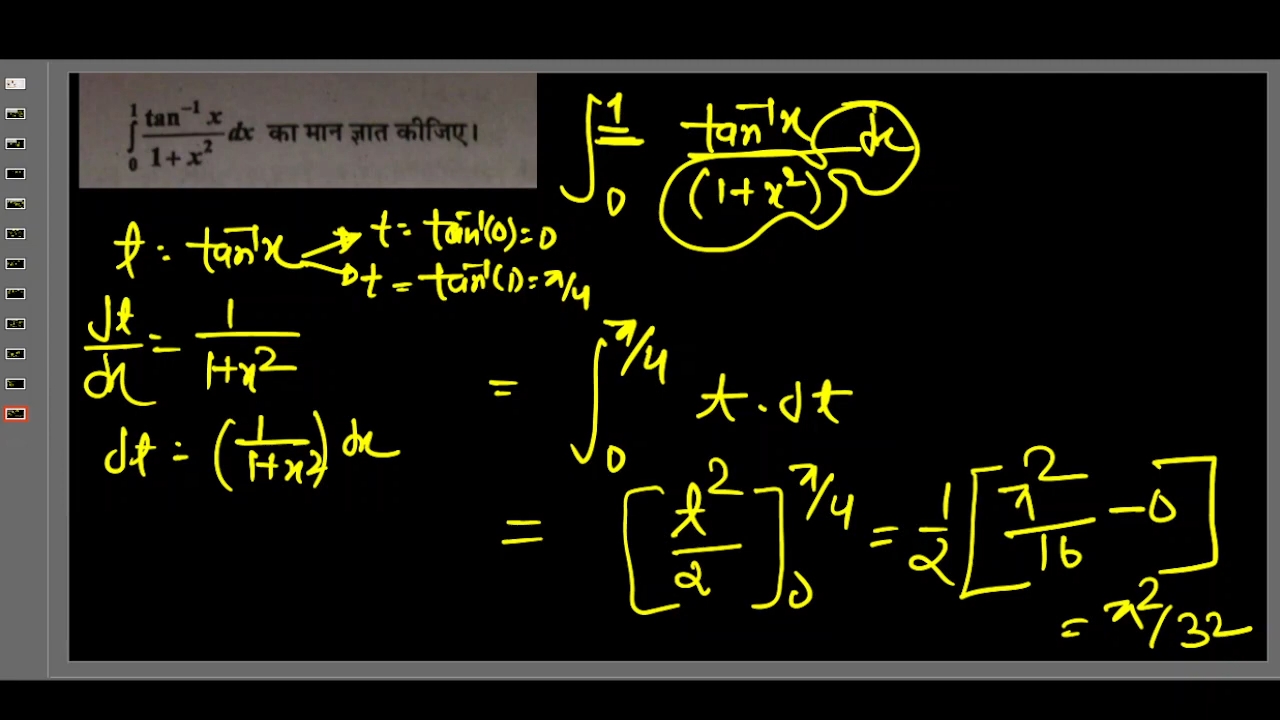 ∫₀¹ tan⁻¹ x / 1 + x² dx का मान ज्ञात कीजिए।
∫₀¹ tan⁻¹x / (1 + x²) dx
t = tan⁻¹x
t = tan⁻¹(0) = 0
t = tan⁻¹(1) = π/4
dt/dx = 1 / 1+x²
dt = (1 / 1+x²) dx
= ∫₀^π/4 t . dt
= [t²/2]₀^π/4 = 1/2 [π²/16 – 0]
= π²/32